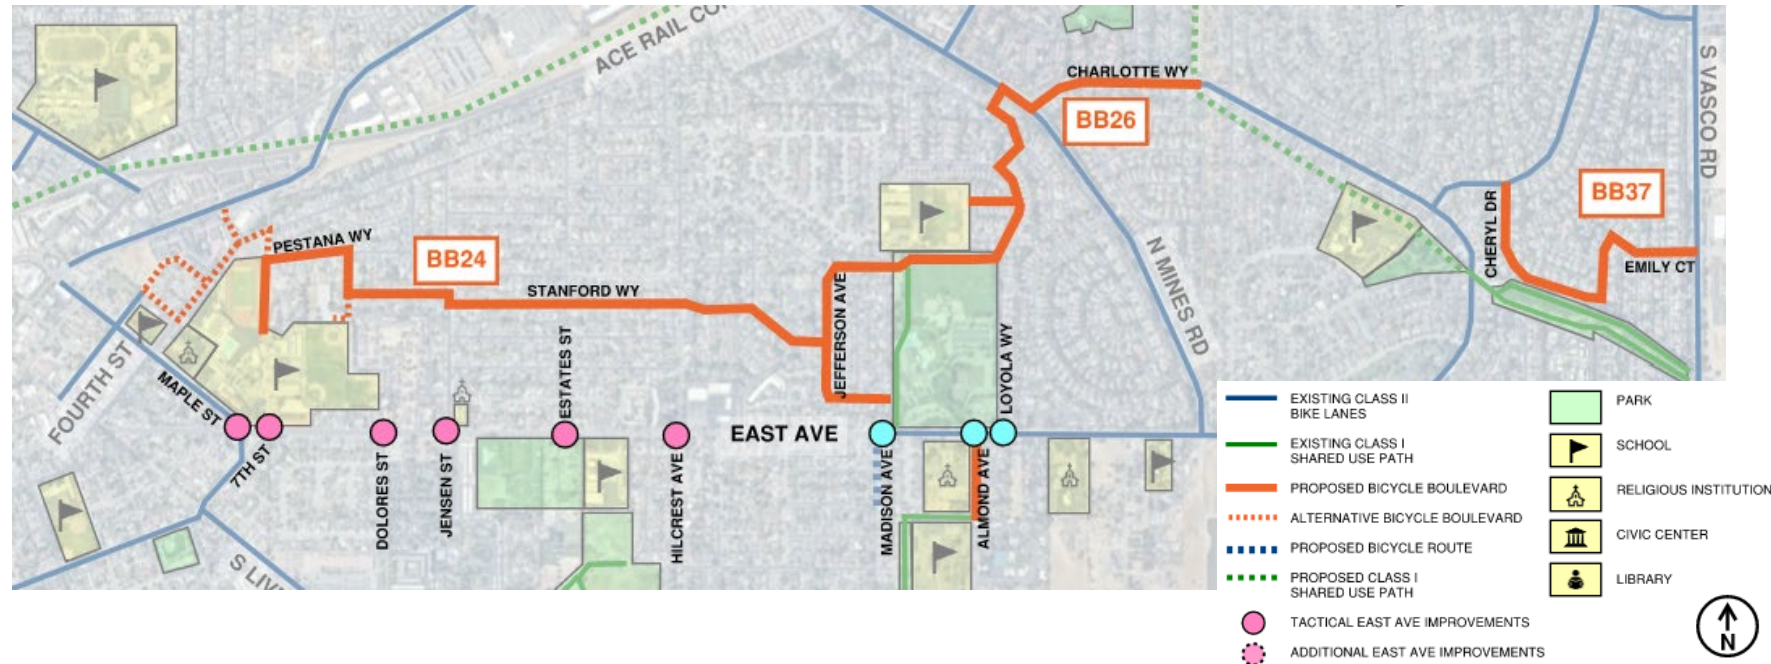 ACE RAIL CO
CHARLOTTE WY
S VASCO RD
BB26
BB37
CHERYL DR
EMILY CT
PESTANA WY
BB24
STANFORD WY
JEFFERSON AVE
N MINES RD
LOYOLA WY
FOURTH ST
MAPLE ST
7TH ST
ESTATES ST
EAST AVE
DOLORES ST
JENSEN ST
HILCREST AVE
MADISON AVE
ALMOND AVE
S LIV
EXISTING CLASS II
BIKE LANES
EXISTING CLASS I
SHARED USE PATH
PROPOSED BICYCLE BOULEVARD
ALTERNATIVE BICYCLE BOULEVARD
PROPOSED BICYCLE ROUTE
PROPOSED CLASS I
SHARED USE PATH
TACTICAL EAST AVE IMPROVEMENTS
ADDITIONAL EAST AVE IMPROVEMENTS
PARK
SCHOOL
RELIGIOUS INSTITUTION
CIVIC CENTER
LIBRARY
N